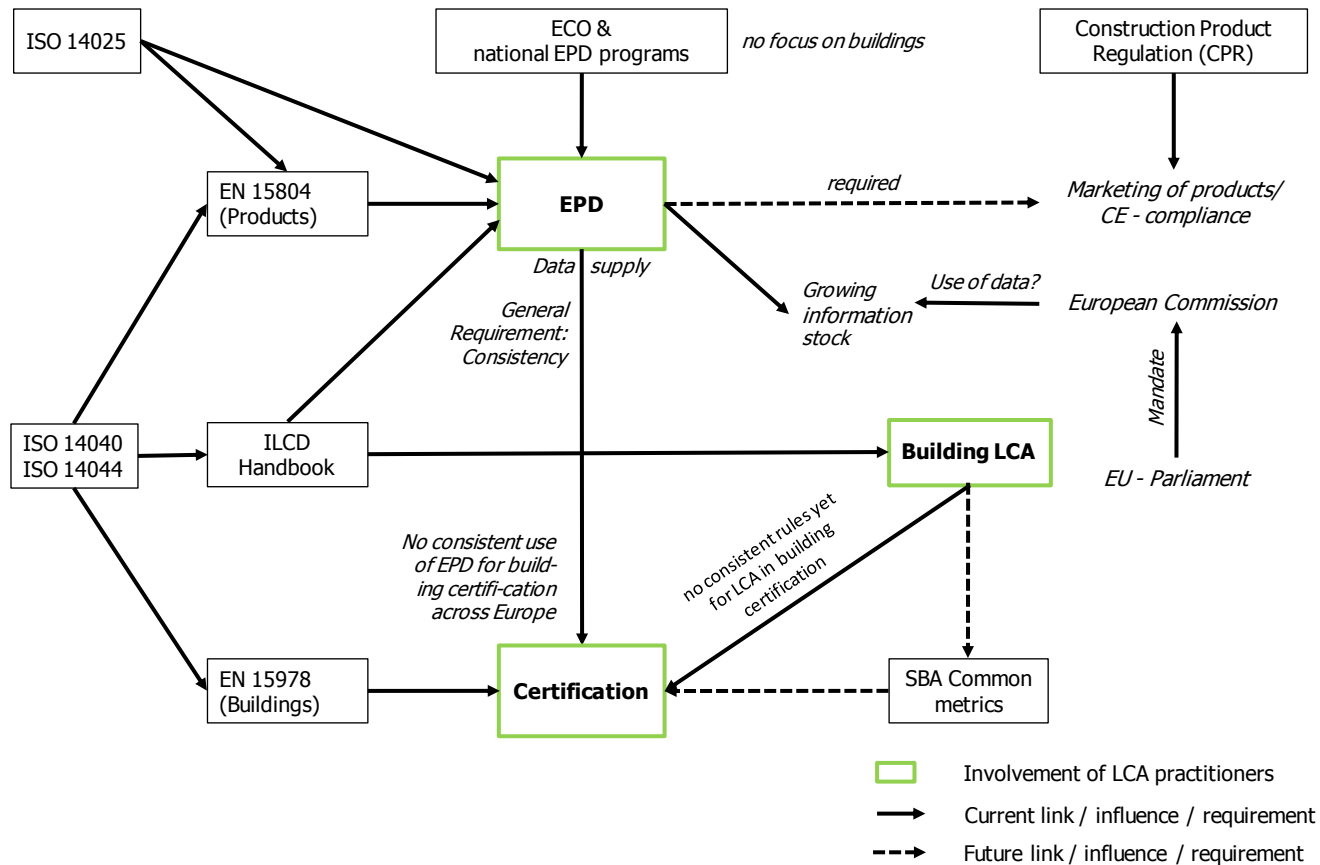 ISO 14025
ECO &
national EPD programs
no focus on buildings
Construction Product
Regulation (CPR)
EN 15804
(Products)
EPD
required
Marketing of products/
CE - compliance
Data supply
General
Requirement:
Consistency
Growing
information
stock
Use of data?
European Commission
Mandate
EU - Parliament
ISO 14040
ISO 14044
ILCD
Handbook
Building LCA
No consistent use
of EPD for build-
ing certifi-cation
across Europe
no consistent rules yet
for LCA in building
certification
EN 15978
(Buildings)
Certification
SBA Common
metrics
Involvement of LCA practitioners
Current link / influence / requirement
Future link / influence / requirement